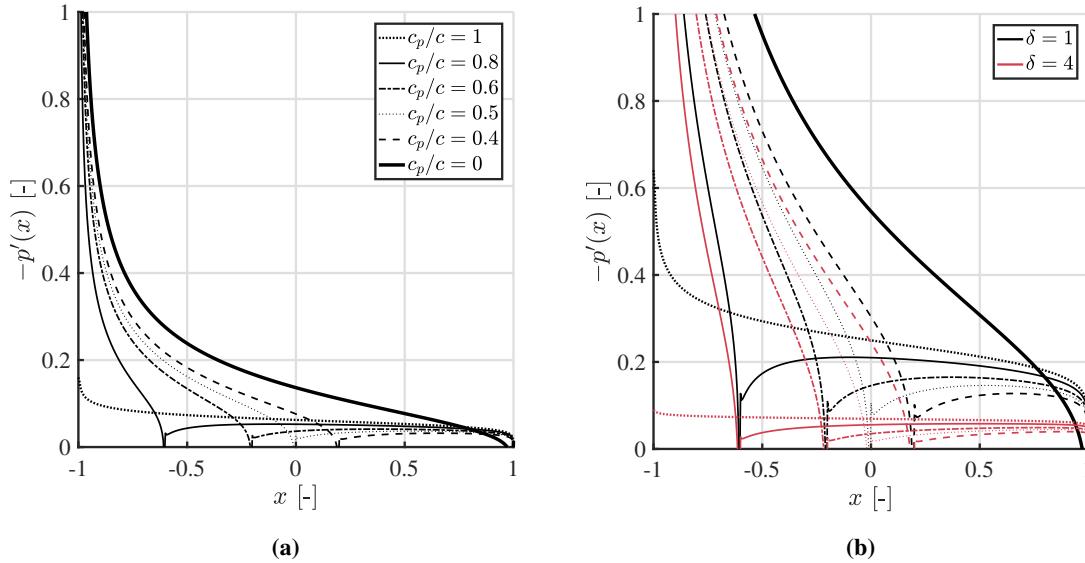 1
0.8
0.6
0.4
0.2
0
-1
-0.5
0
0.5
1
−p′(x) [-]
x [-]
c_p/c = 1
c_p/c = 0.8
c_p/c = 0.6
c_p/c = 0.5
c_p/c = 0.4
c_p/c = 0
(a)
1
0.8
0.6
0.4
0.2
0
-1
-0.5
0
0.5
−p′(x) [-]
x [-]
δ = 1
δ = 4
(b)